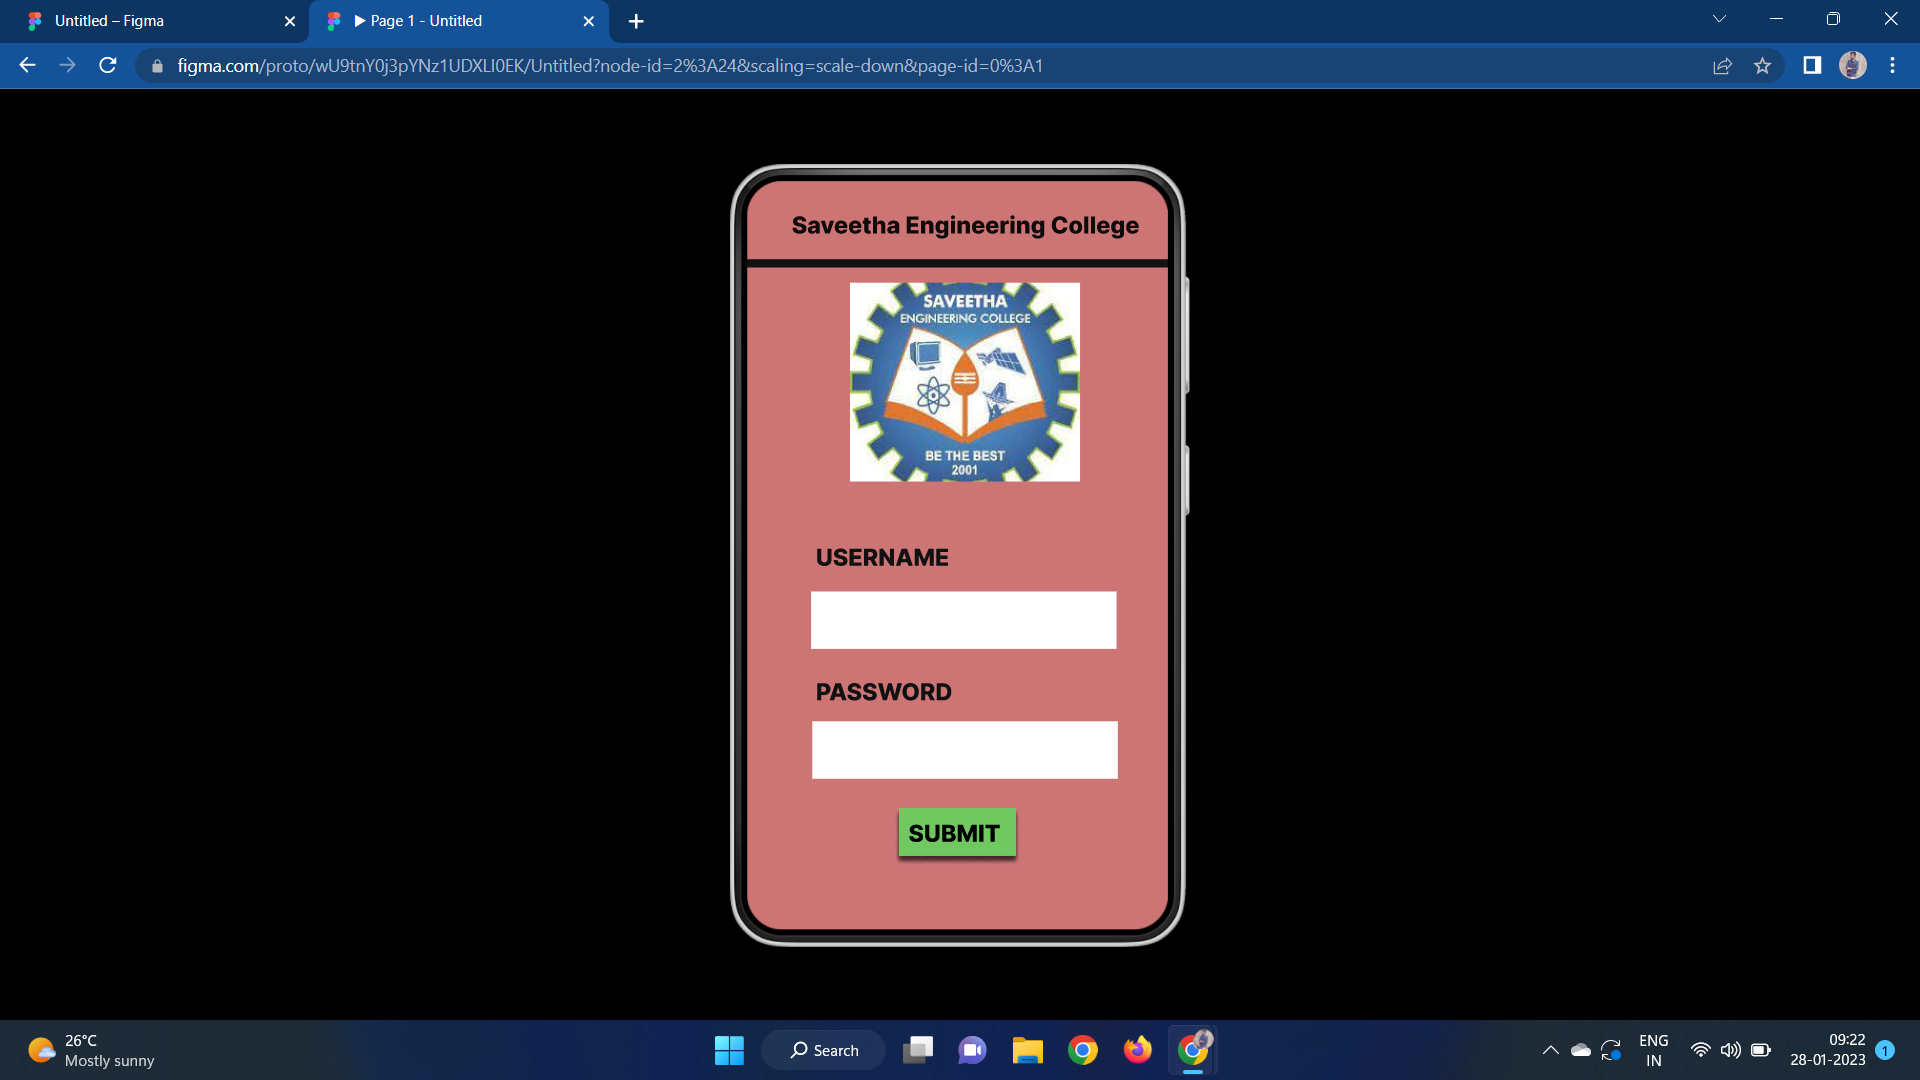 Untitled – Figma
Page 1 - Untitled
figma.com/proto/wU9tnY0j3pYNz1UDXLI0EK/Untitled?node-id=2%3A24&scaling=scale-down&page-id=0%3A1
Saveetha Engineering College
SAVEETHA
ENGINEERING COLLEGE
BE THE BEST
2001
USERNAME
PASSWORD
SUBMIT
26°C
Mostly sunny
Search
ENG
IN
09:22
28-01-2023
1